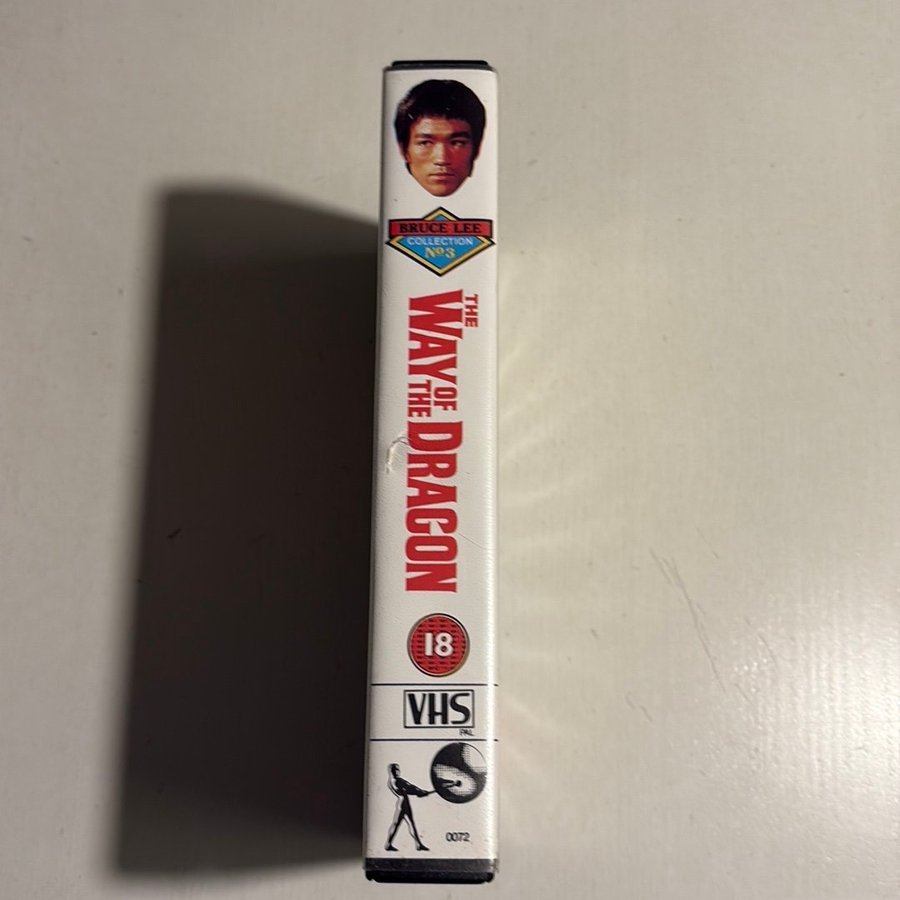 BRUCE LEE
COLLECTION
Nº3
THE
WAY OF THE DRAGON
18
VHS
PAL
0072